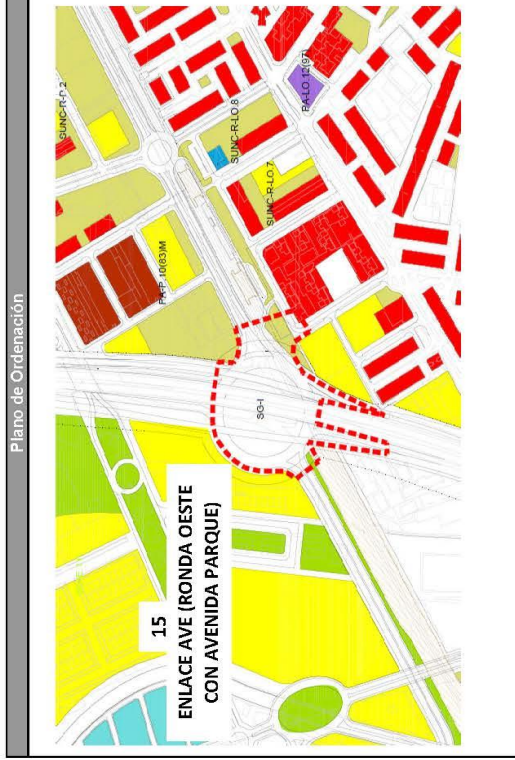 Plano de Ordenación
SUNC-R-P.2
PA-P.10(83)M
SUNC-R-LO.8
PA-LO.12(97)
SUNC-R-LO.7
SG-I
15
ENLACE AVE (RONDA OESTE
CON AVENIDA PARQUE)